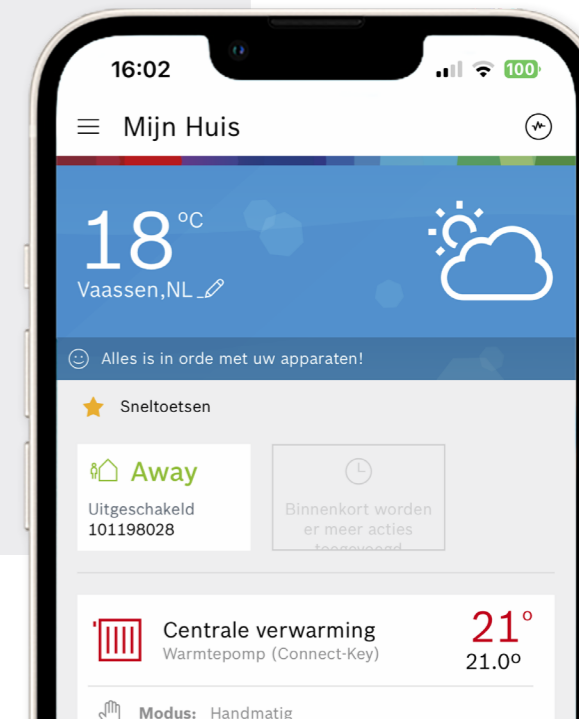 16:02
100
Mijn Huis
18°C
Vaassen,NL
Alles is in orde met uw apparaten!
Sneltoetsen
Away
Uitgeschakeld
101198028
Binnenkort worden
er meer acties
toegevoegd
Centrale verwarming
Warmtepomp (Connect-Key)
21°
21.0°
Modus: Handmatig